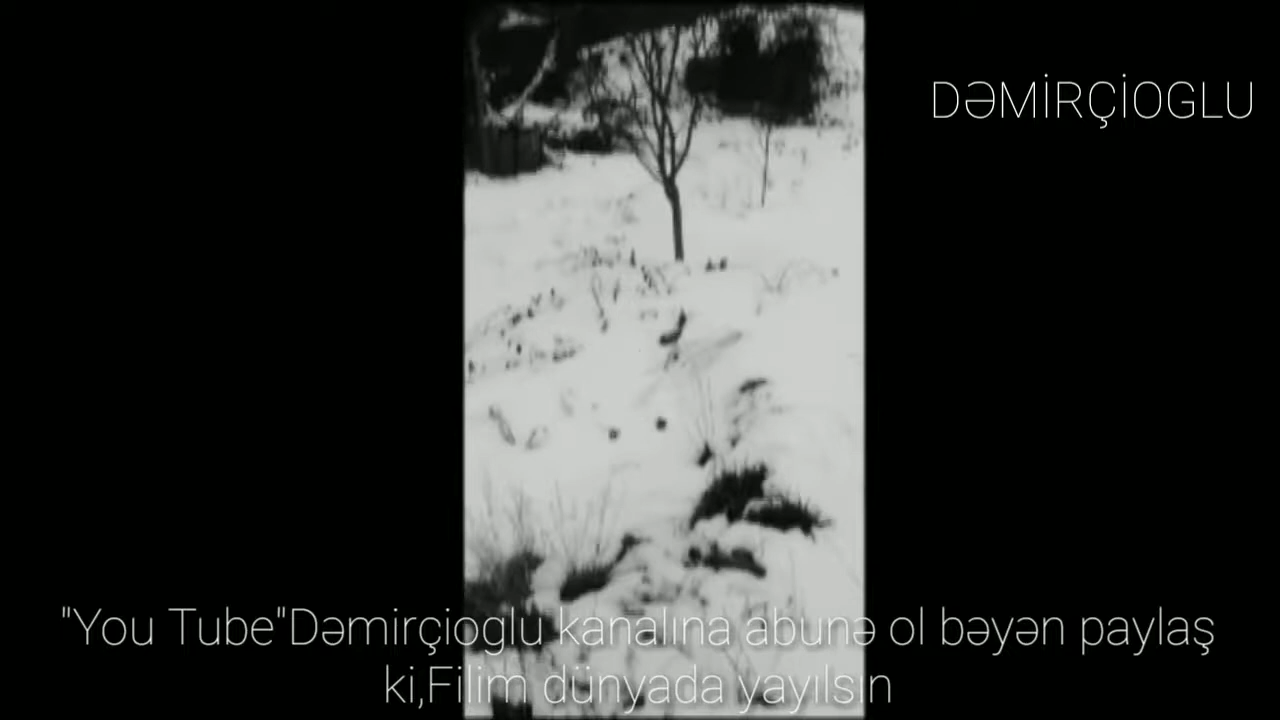 DƏMİRÇİOGLU
"You Tube"Dəmirçioglu kanalına abunə ol bəyən paylaş
ki,Filim dünyada yayılsın